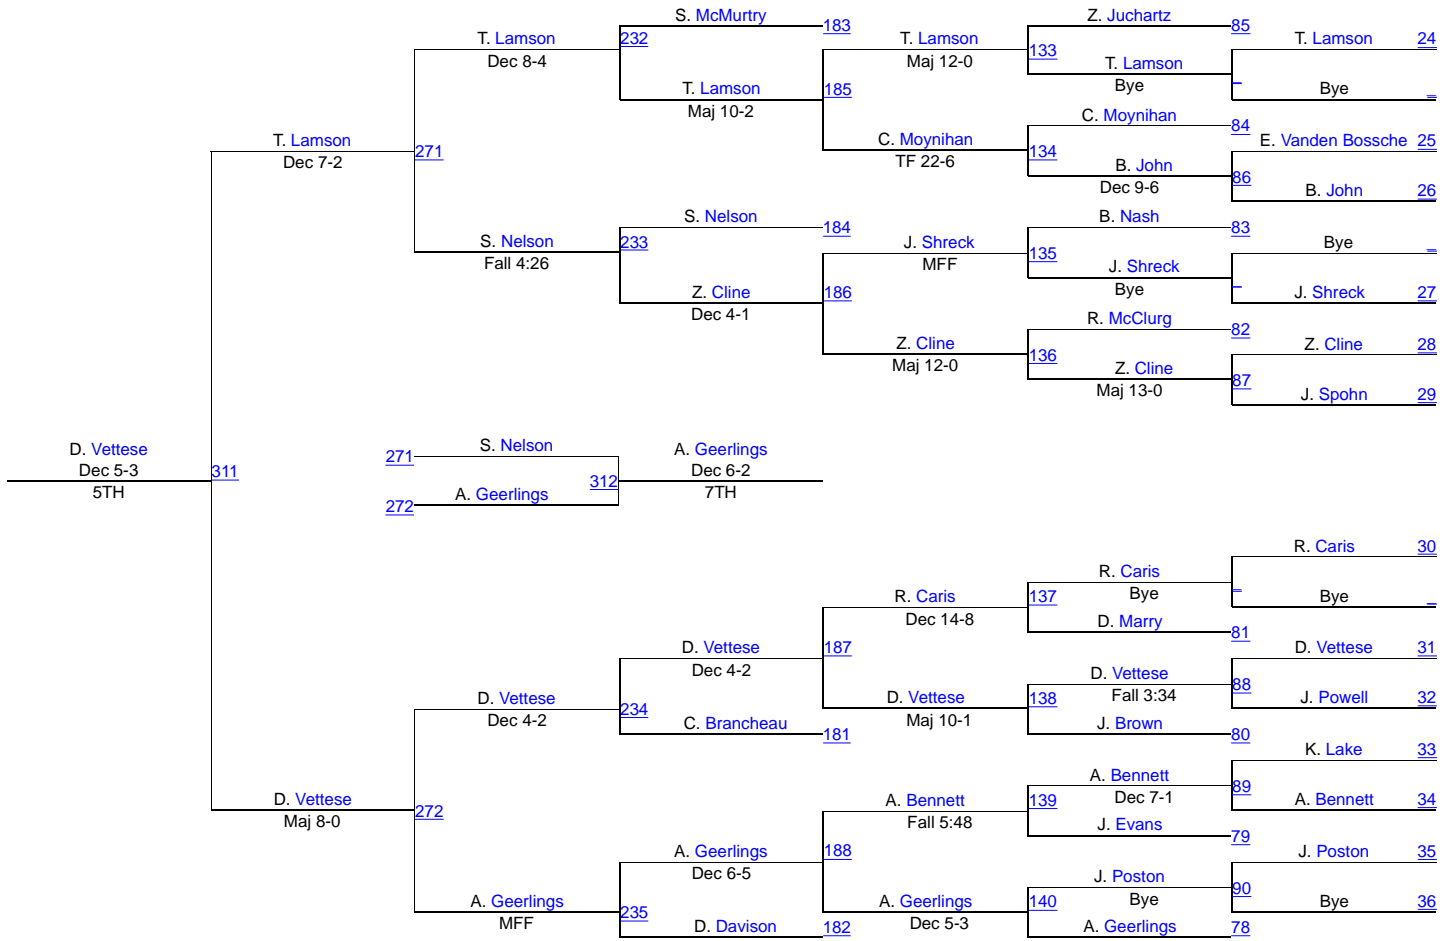 S. McMurtry 183
Z. Juchartz 85
T. Lamson 232
Dec 8-4
T. Lamson
Maj 12-0
133
T. Lamson 24
T. Lamson
Bye
T. Lamson 185
Maj 10-2
Bye
C. Moynihan 84
T. Lamson
Dec 7-2
271
C. Moynihan
TF 22-6
134
E. Vanden Bossche 25
B. John
Dec 9-6
86
B. John 26
S. Nelson 184
B. Nash 83
S. Nelson
Fall 4:26
233
J. Shreck
MFF
135
Bye
J. Shreck
Bye
Z. Cline
Dec 4-1
186
J. Shreck 27
R. McClurg 82
Z. Cline
Maj 12-0
136
Z. Cline 28
Z. Cline
Maj 13-0
87
J. Spohn 29
D. Vettese
Dec 5-3
5TH
311
271 S. Nelson
312
272 A. Geerlings
A. Geerlings
Dec 6-2
7TH
R. Caris 30
R. Caris
Bye
R. Caris
Dec 14-8
137
Bye
D. Marry 81
D. Vettese
Dec 4-2
187
D. Vettese 31
D. Vettese
Fall 3:34
88
D. Vettese
Dec 4-2
234
D. Vettese
Maj 10-1
138
J. Powell 32
C. Brancheau 181
J. Brown 80
K. Lake 33
D. Vettese
Maj 8-0
272
A. Bennett
Fall 5:48
139
A. Bennett
Dec 7-1
89
A. Bennett 34
J. Evans 79
A. Geerlings
Dec 6-5
188
J. Poston 35
A. Geerlings
MFF
235
A. Geerlings
Dec 5-3
140
J. Poston
Bye
90
Bye 36
D. Davison 182
A. Geerlings 78